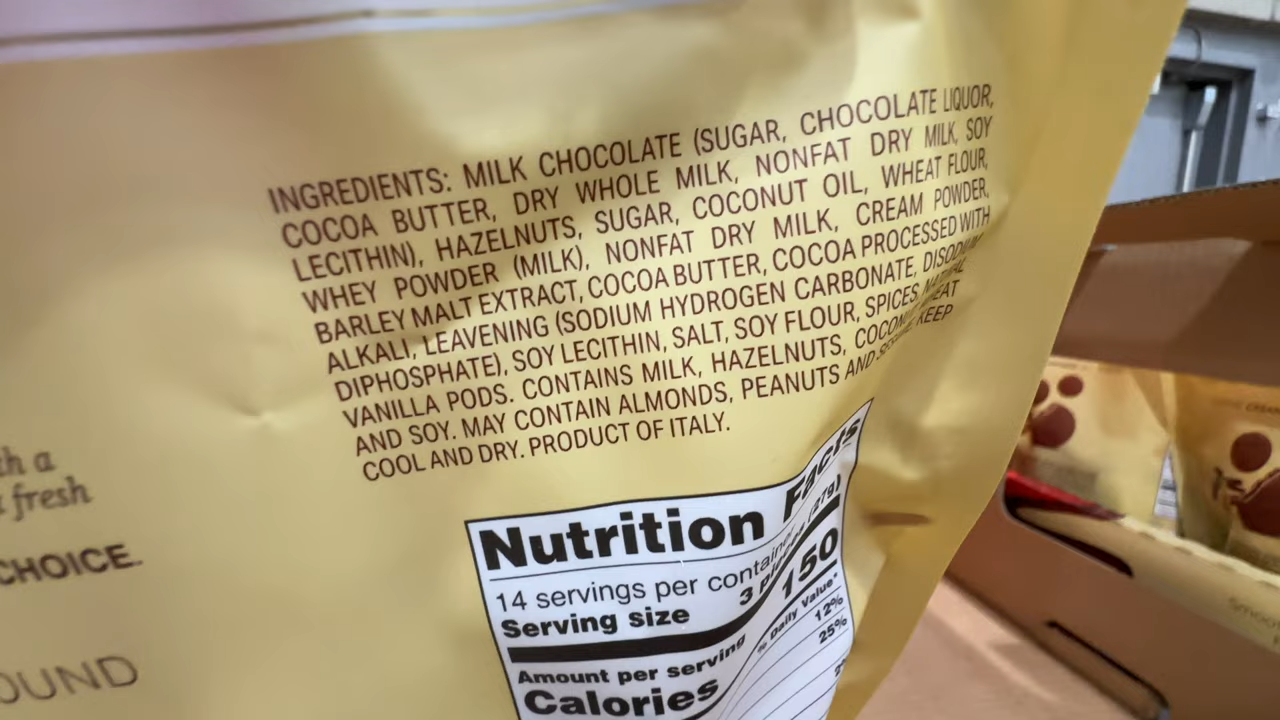 INGREDIENTS: MILK CHOCOLATE (SUGAR, CHOCOLATE LIQUOR,
COCOA BUTTER, DRY WHOLE MILK, NONFAT DRY MILK, SOY
LECITHIN), HAZELNUTS, SUGAR, COCONUT OIL, WHEAT FLOUR,
WHEY POWDER (MILK), NONFAT DRY MILK, CREAM POWDER,
BARLEY MALT EXTRACT, COCOA BUTTER, COCOA PROCESSED WITH
ALKALI, LEAVENING (SODIUM HYDROGEN CARBONATE, DISODIUM
DIPHOSPHATE), SOY LECITHIN, SALT, SOY FLOUR, SPICES, NATURAL
VANILLA PODS. CONTAINS MILK, HAZELNUTS, COCONUT, WHEAT
AND SOY. MAY CONTAIN ALMONDS, PEANUTS AND SESAME. KEEP
COOL AND DRY. PRODUCT OF ITALY.
th a
fresh
CHOICE.
OUND
Nutrition Facts
14 servings per container
Serving size 3 (27g)
Amount per serving
Calories 150
% Daily Value*
12%
25%